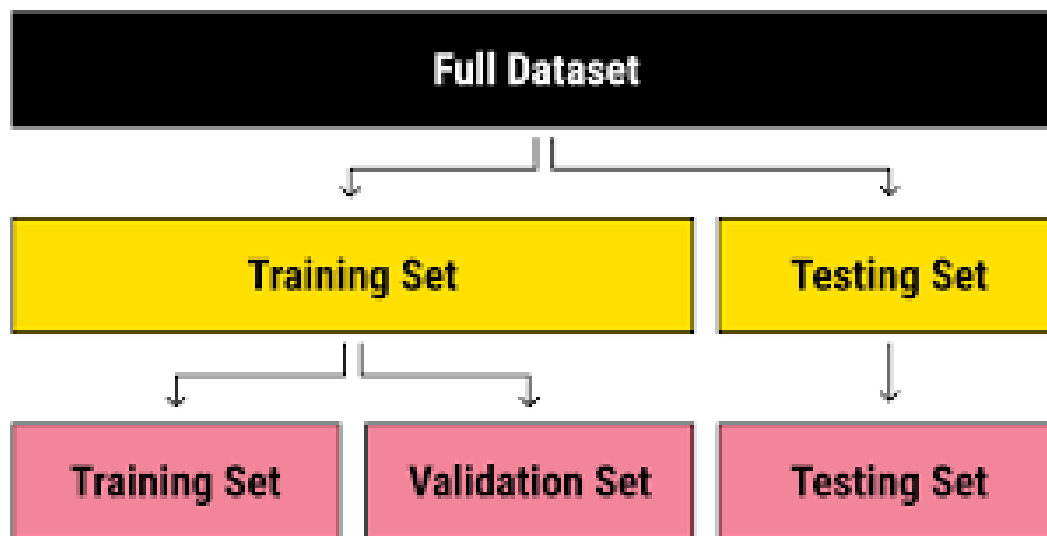 Full Dataset
Training Set
Testing Set
Training Set
Validation Set
Testing Set